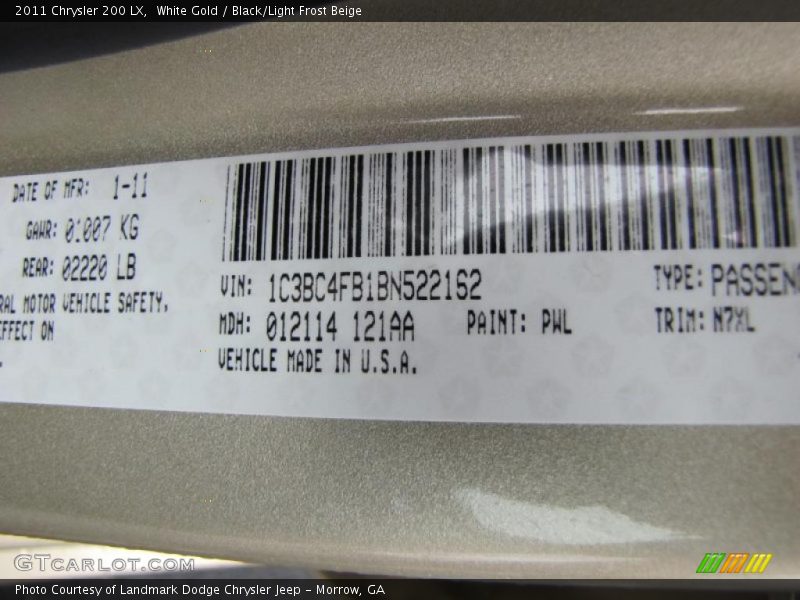 2011 Chrysler 200 LX,  White Gold / Black/Light Frost Beige
DATE OF MFR: 1-11
GAWR: 01007 KG
REAR: 02220 LB
RAL MOTOR VEHICLE SAFETY,
EFFECT ON
VIN: 1C3BC4FB1BN522162
TYPE: PASSEN
MDH: 012114 121AA
PAINT: PWL
TRIM: N7XL
VEHICLE MADE IN U.S.A.
GTCARLOT.COM
Photo Courtesy of Landmark Dodge Chrysler Jeep - Morrow, GA